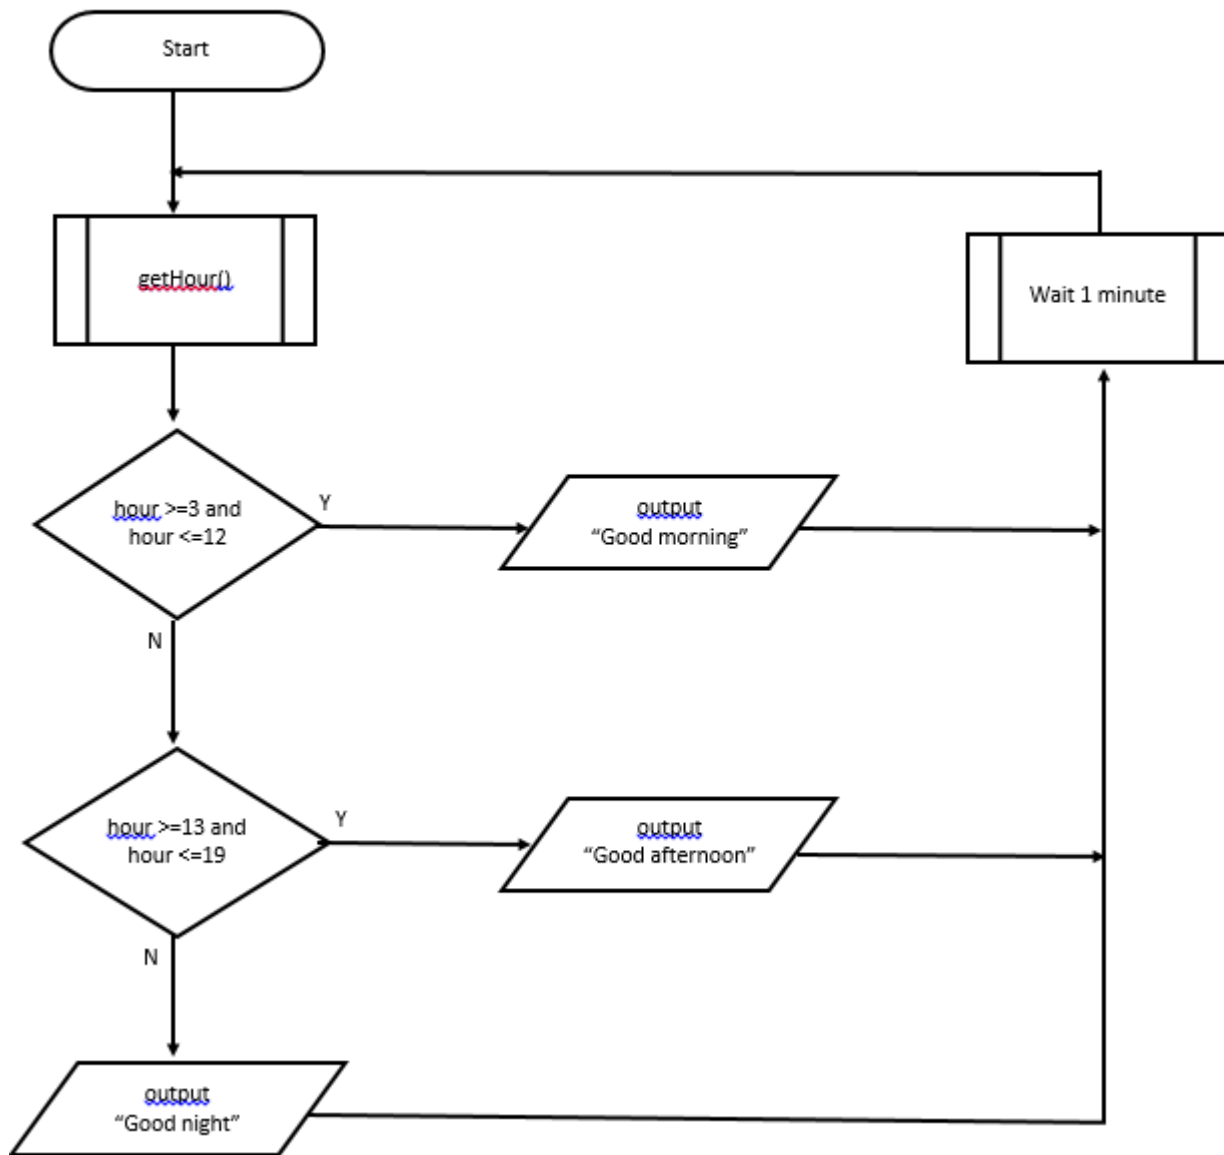 Start
getHour()
Wait 1 minute
hour >=3 and
hour <=12
Y
output
“Good morning”
N
hour >=13 and
hour <=19
Y
output
“Good afternoon”
N
output
“Good night”